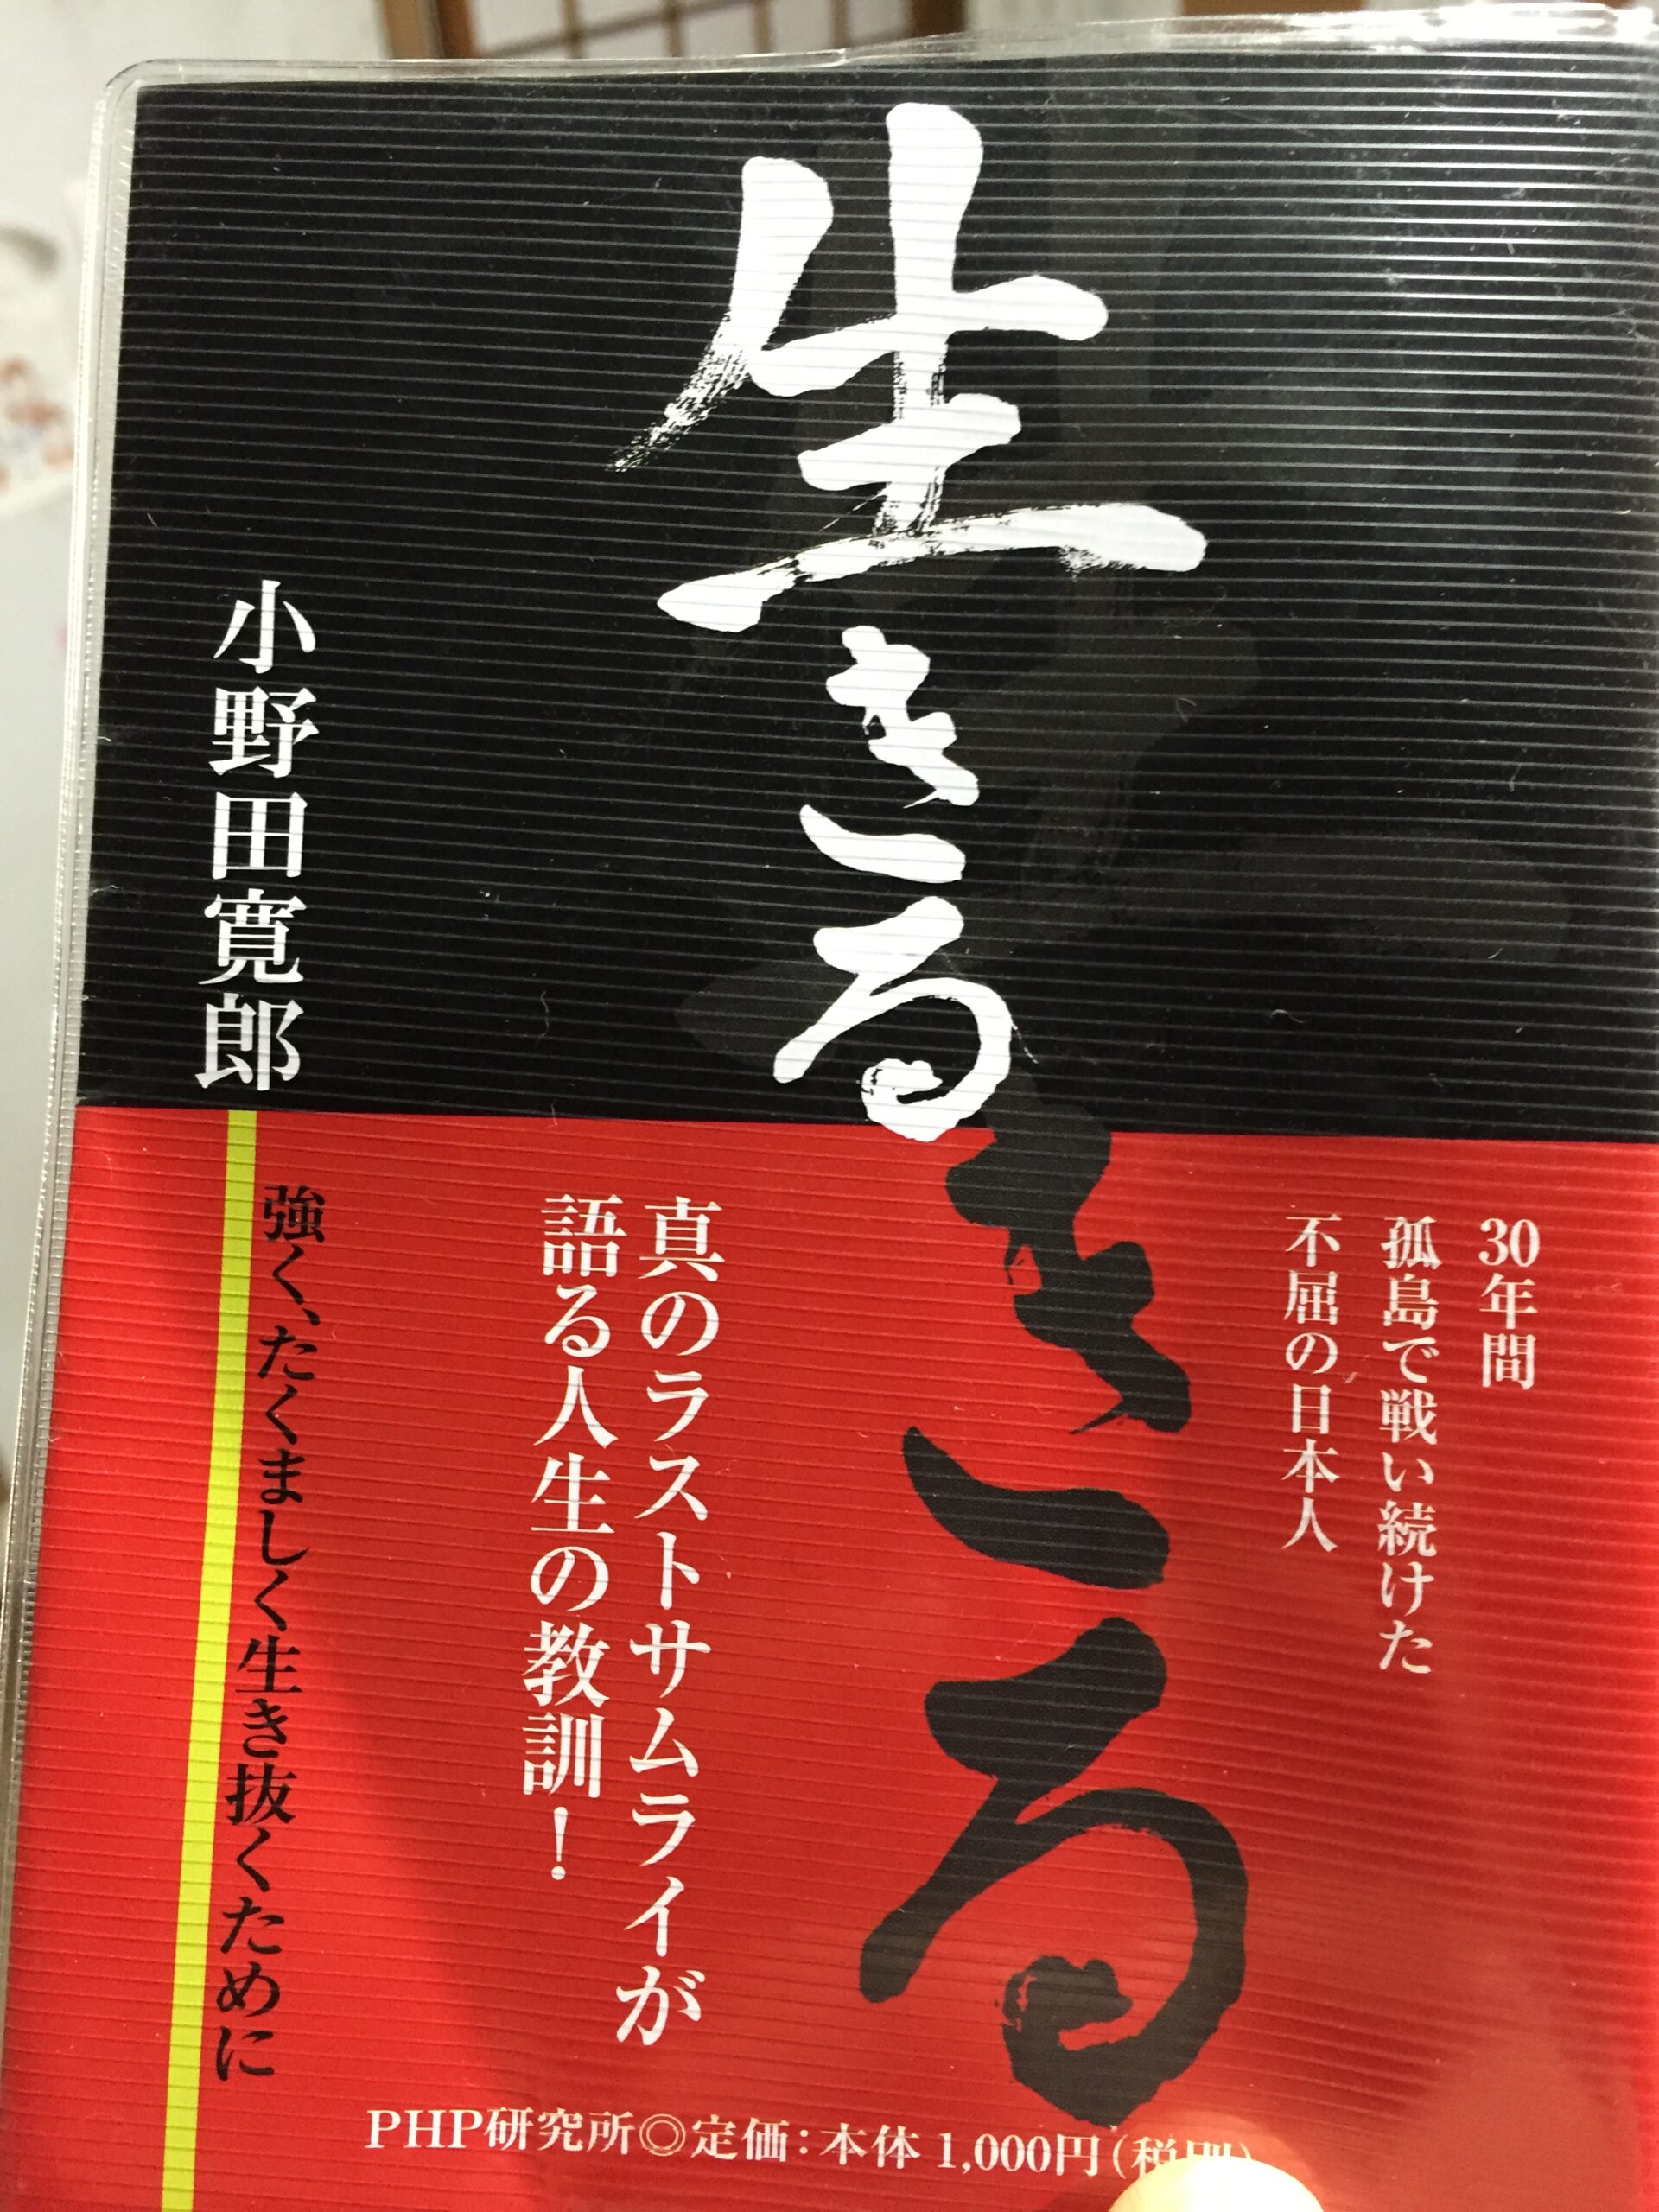 生きる
小野田寛郎
30年間
孤島で戦い続けた
不屈の日本人
きる
真のラストサムライが
語る人生の教訓!
強く、たくましく生き抜くために
PHP研究所◎定価:本体1,000円(税別)